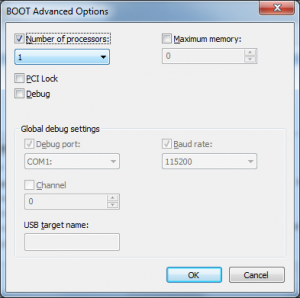 BOOT Advanced Options
Number of processors:
Maximum memory:
1
0
PCI Lock
Debug
Global debug settings
Debug port:
Baud rate:
COM1:
115200
Channel
0
USB target name:
OK
Cancel